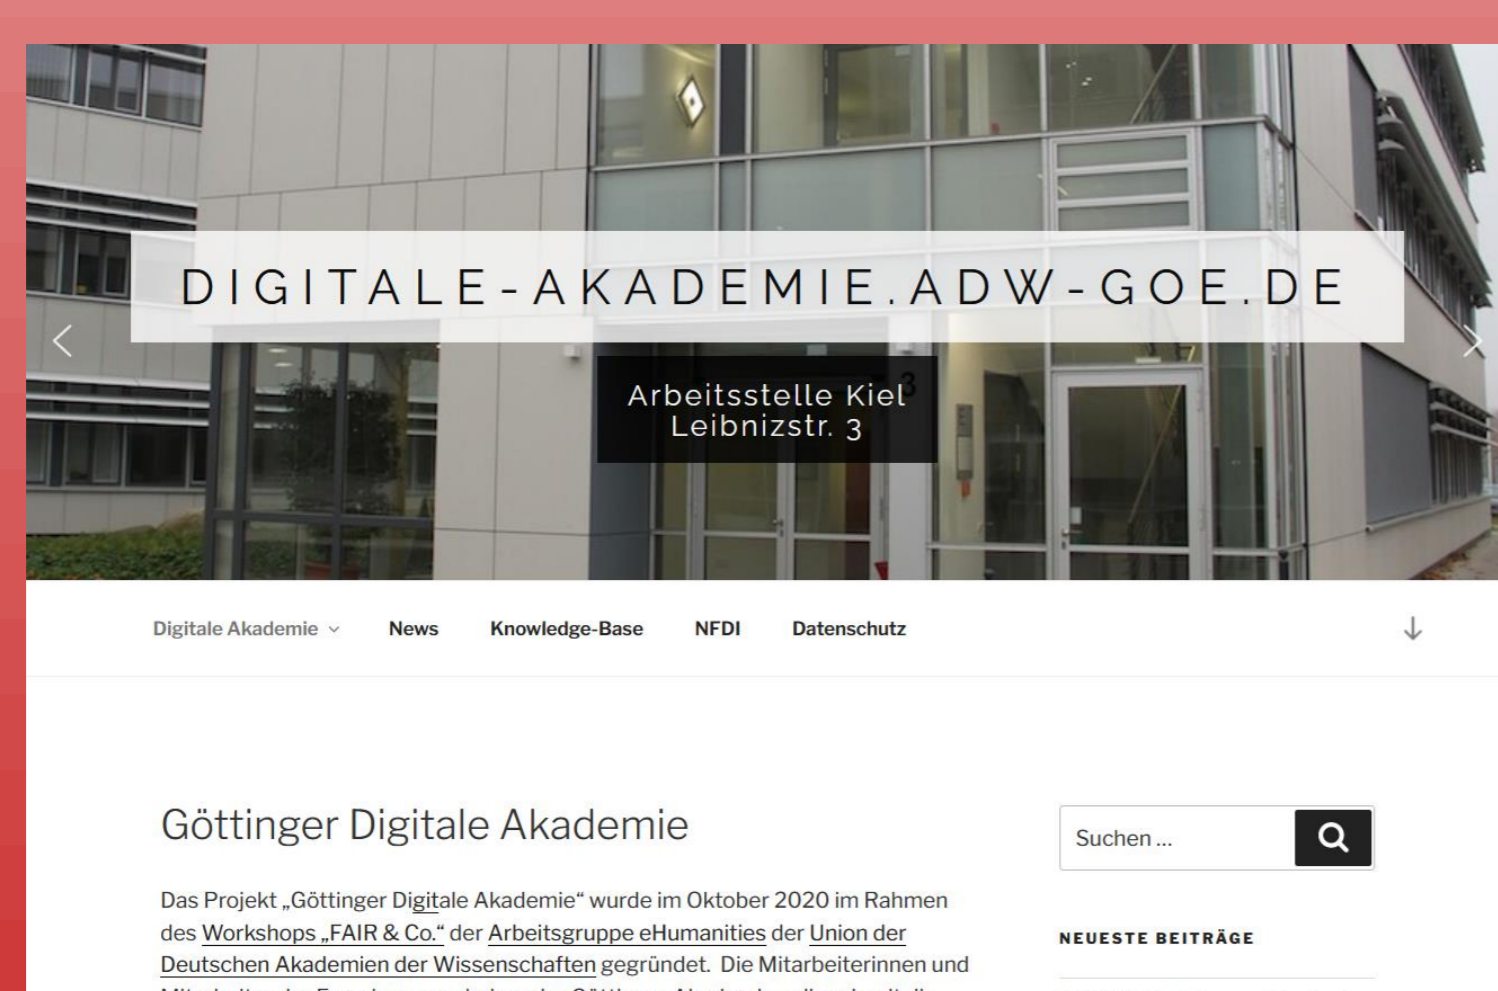 DIGITALE-AKADEMIE.ADW-GOE.DE
3
Arbeitsstelle Kiel
Leibnizstr. 3
Digitale Akademie
News
Knowledge-Base
NFDI
Datenschutz
Göttinger Digitale Akademie
Das Projekt „Göttinger Digitale Akademie“ wurde im Oktober 2020 im Rahmen
des Workshops „FAIR & Co.“ der Arbeitsgruppe eHumanities der Union der
Deutschen Akademien der Wissenschaften gegründet. Die Mitarbeiterinnen und
Suchen …
NEUESTE BEITRÄGE